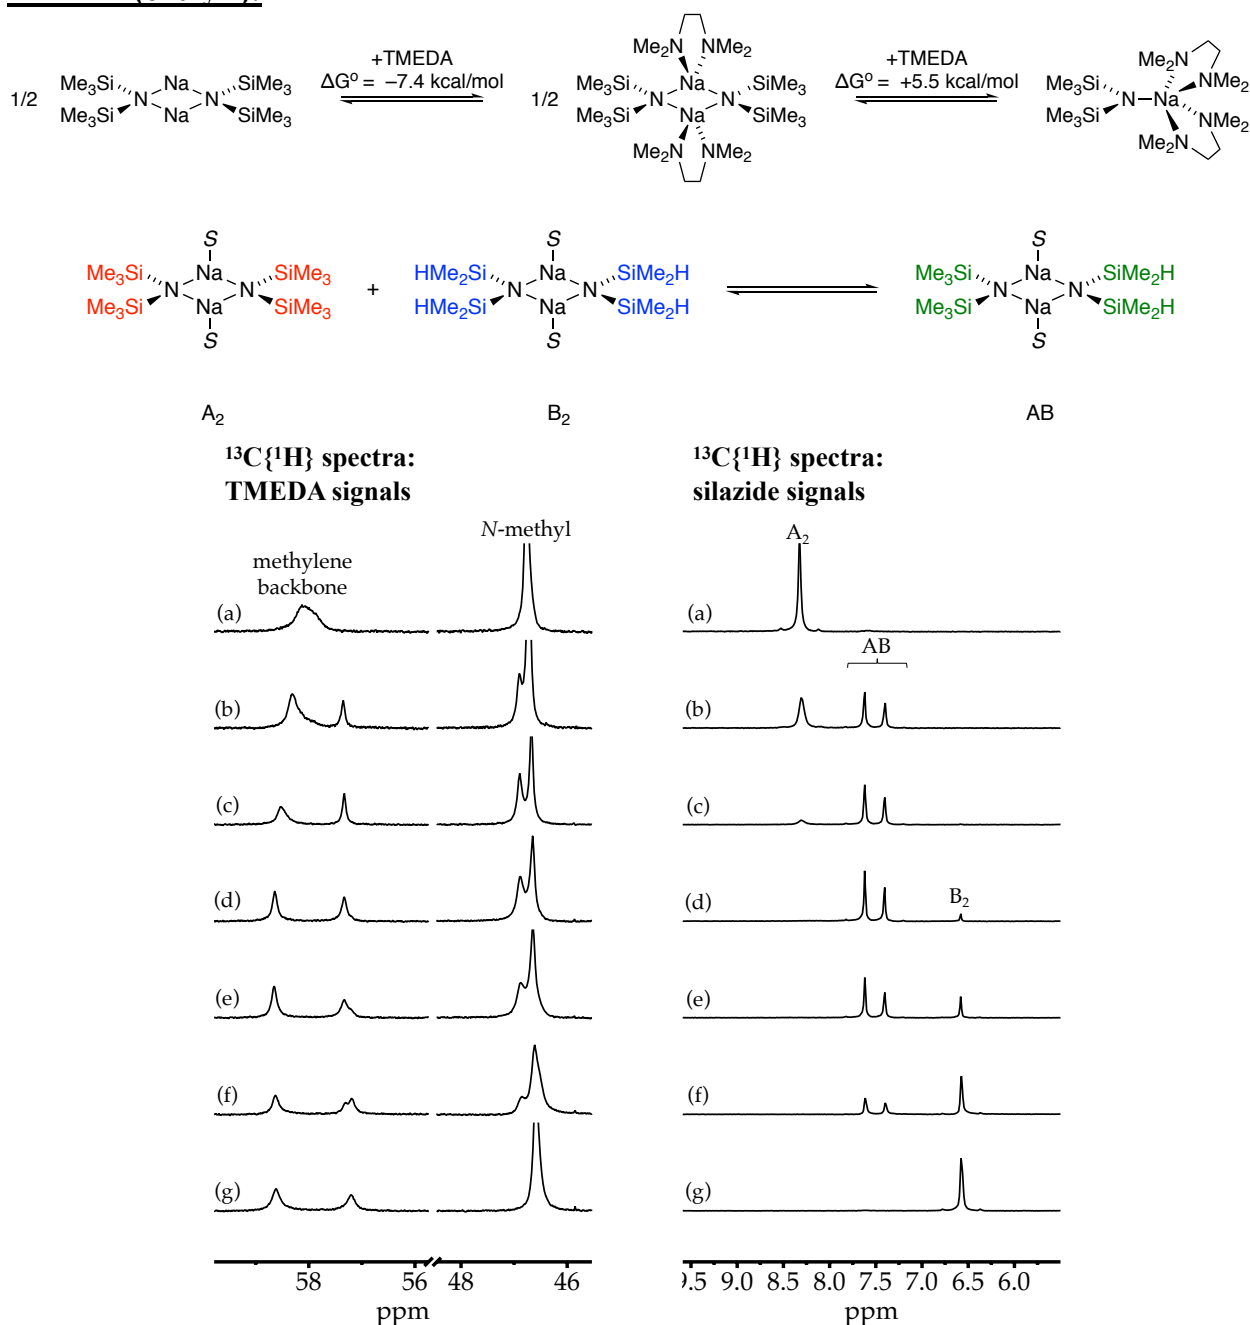 +TMEDA
ΔG° = –7.4 kcal/mol
+TMEDA
ΔG° = +5.5 kcal/mol
1/2
Me3Si
Me3Si
N
Na
Na
N
SiMe3
SiMe3
1/2
Me2N
NMe2
Me3Si
Me3Si
N
Na
Na
N
SiMe3
SiMe3
Me2N
NMe2
Me3Si
Me3Si
N
Na
Me2N
NMe2
NMe2
Me2N
S
Me3Si
Me3Si
N
Na
Na
N
SiMe3
SiMe3
S
+
S
HMe2Si
HMe2Si
N
Na
Na
N
SiMe2H
SiMe2H
S
S
Me3Si
Me3Si
N
Na
Na
N
SiMe2H
SiMe2H
S
A2
B2
AB
13C{1H} spectra:
TMEDA signals
13C{1H} spectra:
silazide signals
methylene
backbone
N-methyl
A2
AB
B2
(a)
(b)
(c)
(d)
(e)
(f)
(g)
(a)
(b)
(c)
(d)
(e)
(f)
(g)
58 56 48 46
ppm
9.5 9.0 8.5 8.0 7.5 7.0 6.5 6.0
ppm